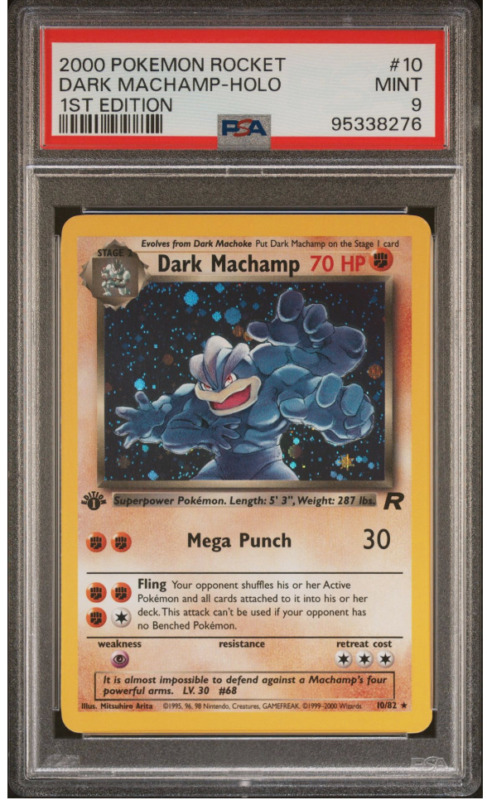 2000 POKEMON ROCKET #10
DARK MACHAMP-HOLO MINT
1ST EDITION 9
PSA 95338276
Evolves from Dark Machoke Put Dark Machamp on the Stage 1 card
STAGE 2
Dark Machamp 70 HP
EDITION
1
Superpower Pokémon. Length: 5' 3", Weight: 287 lbs. R
Mega Punch 30
Fling Your opponent shuffles his or her Active
Pokémon and all cards attached to it into his or her
deck. This attack can't be used if your opponent has
no Benched Pokémon.
weakness resistance retreat cost
It is almost impossible to defend against a Machamp's four
powerful arms. LV. 30 #68
Illus. Mitsuhiro Arita ©1995, 96, 98 Nintendo, Creatures, GAMEFREAK. ©1999-2000 Wizards. 10/82 ★
PSA